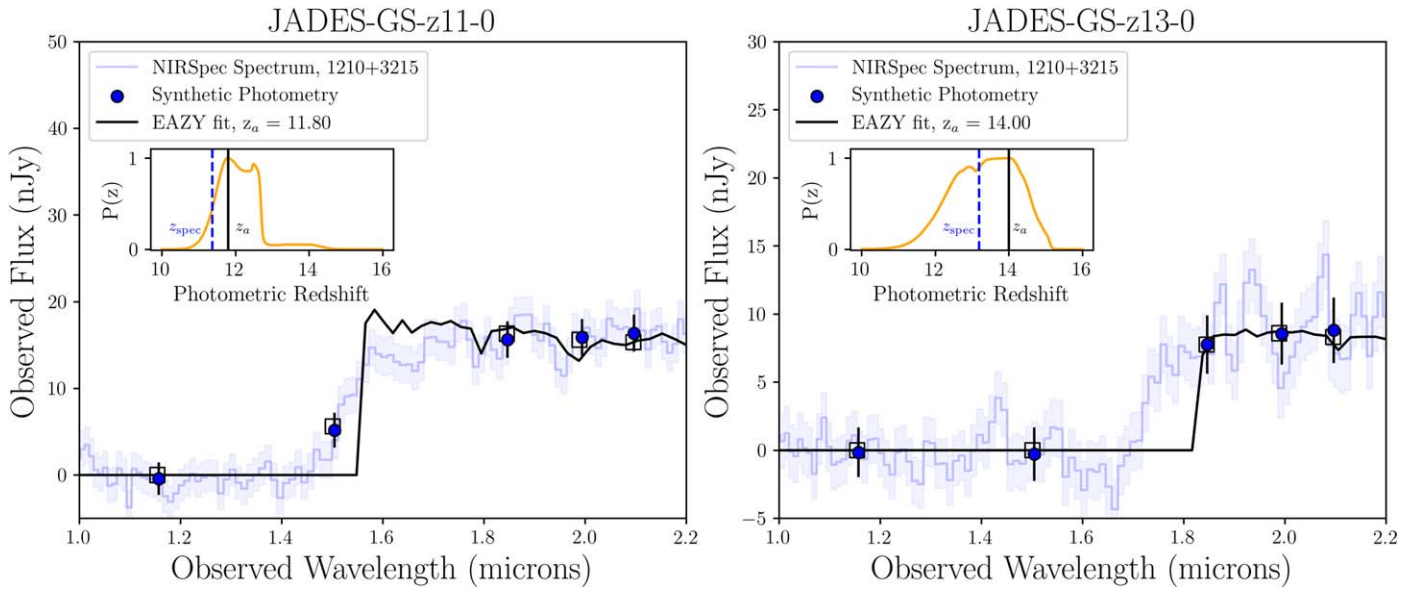 JADES-GS-z11-0
NIRSpec Spectrum, 1210+3215
Synthetic Photometry
EAZY fit, z_a = 11.80
P(z)
1
0
z_spec
z_a
10 12 14 16
Photometric Redshift
Observed Flux (nJy)
50
40
30
20
10
0
1.0 1.2 1.4 1.6 1.8 2.0 2.2
Observed Wavelength (microns)
JADES-GS-z13-0
NIRSpec Spectrum, 1210+3215
Synthetic Photometry
EAZY fit, z_a = 14.00
P(z)
1
0
z_spec
z_a
10 12 14 16
Photometric Redshift
Observed Flux (nJy)
30
25
20
15
10
5
0
−5
1.0 1.2 1.4 1.6 1.8 2.0 2.2
Observed Wavelength (microns)